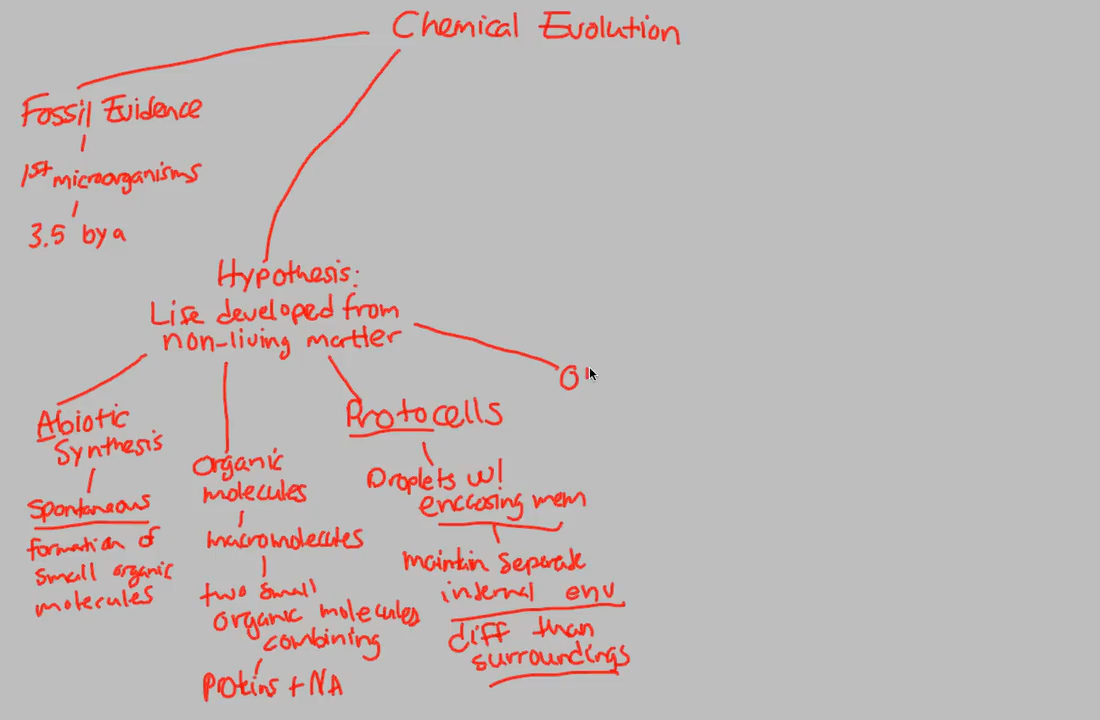 Chemical Evolution
Fossil Evidence
1st microorganisms
3.5 bya
Hypothesis:
Life developed from
non-living matter
Abiotic
Synthesis
Spontaneous
formation of
small organic
molecules
Organic
molecules
macromolecules
two small
organic molecules
combining
Proteins + NA
Protocells
Droplets w/
enclosing mem
maintain separate
internal env
diff than
surroundings
O